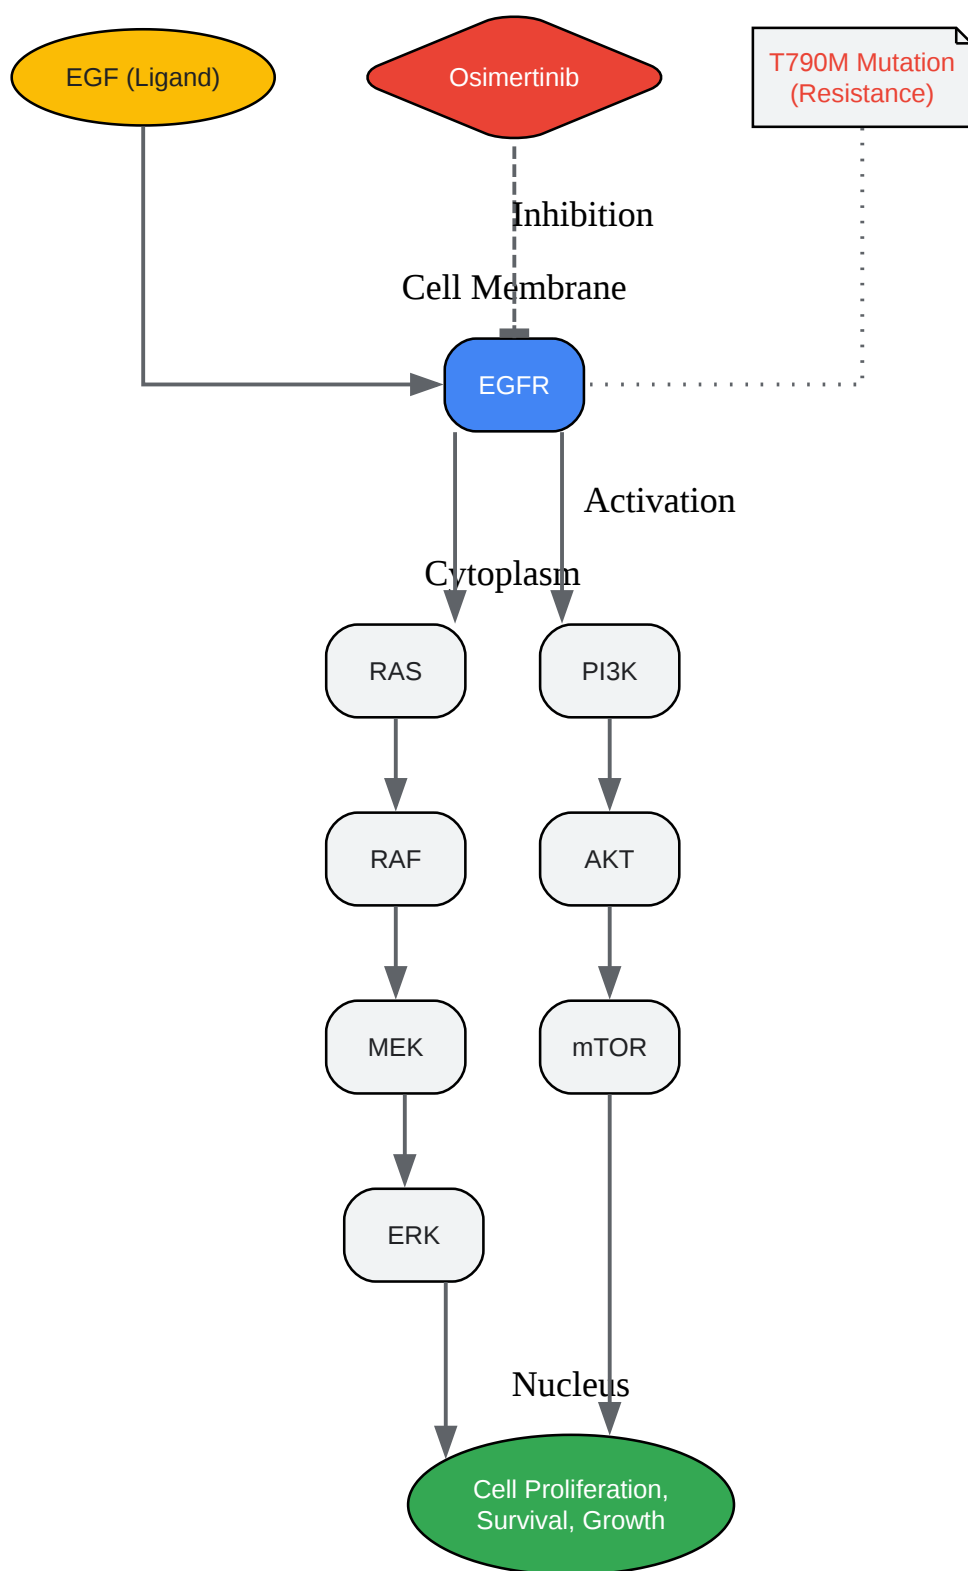 EGF (Ligand)
Osimertinib
T790M Mutation
(Resistance)
Inhibition
Cell Membrane
EGFR
Activation
Cytoplasm
RAS
PI3K
RAF
AKT
MEK
mTOR
ERK
Nucleus
Cell Proliferation,
Survival, Growth